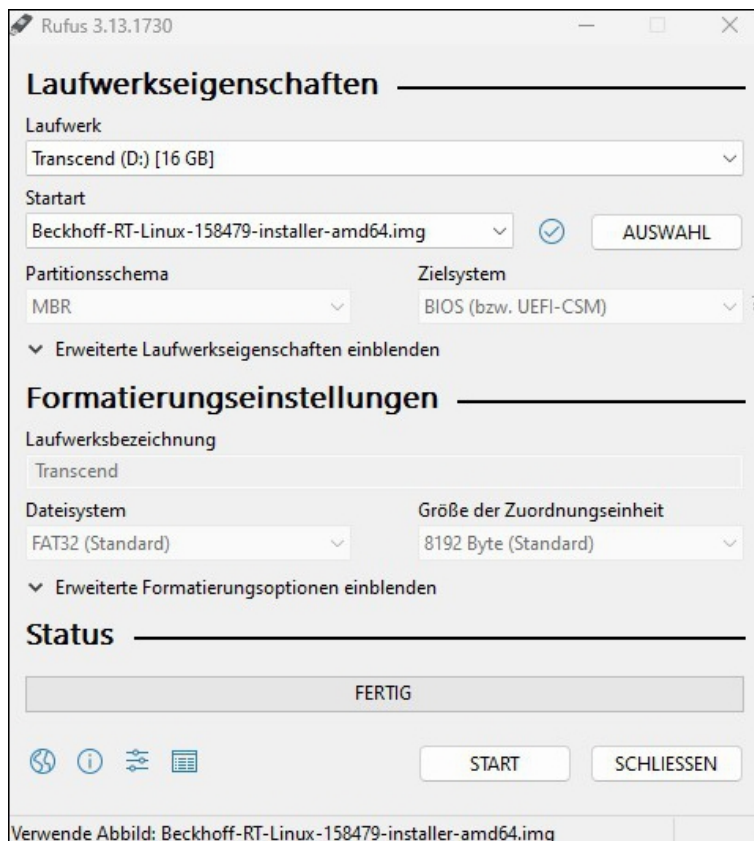 Rufus 3.13.1730
Laufwerkseigenschaften
Laufwerk
Transcend (D:) [16 GB]
Startart
Beckhoff-RT-Linux-158479-installer-amd64.img
AUSWAHL
Partitionsschema
Zielsystem
MBR
BIOS (bzw. UEFI-CSM)
Erweiterte Laufwerkseigenschaften einblenden
Formatierungseinstellungen
Laufwerksbezeichnung
Transcend
Dateisystem
Größe der Zuordnungseinheit
FAT32 (Standard)
8192 Byte (Standard)
Erweiterte Formatierungsoptionen einblenden
Status
FERTIG
START
SCHLIESSEN
Verwende Abbild: Beckhoff-RT-Linux-158479-installer-amd64.img